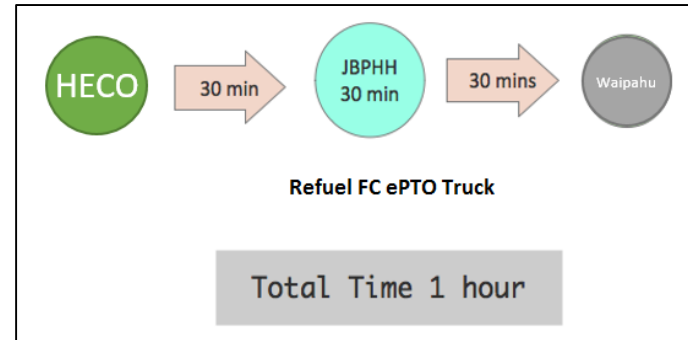 HECO
30 min
JBPHH
30 min
30 mins
Waipahu
Refuel FC ePTO Truck
Total Time 1 hour